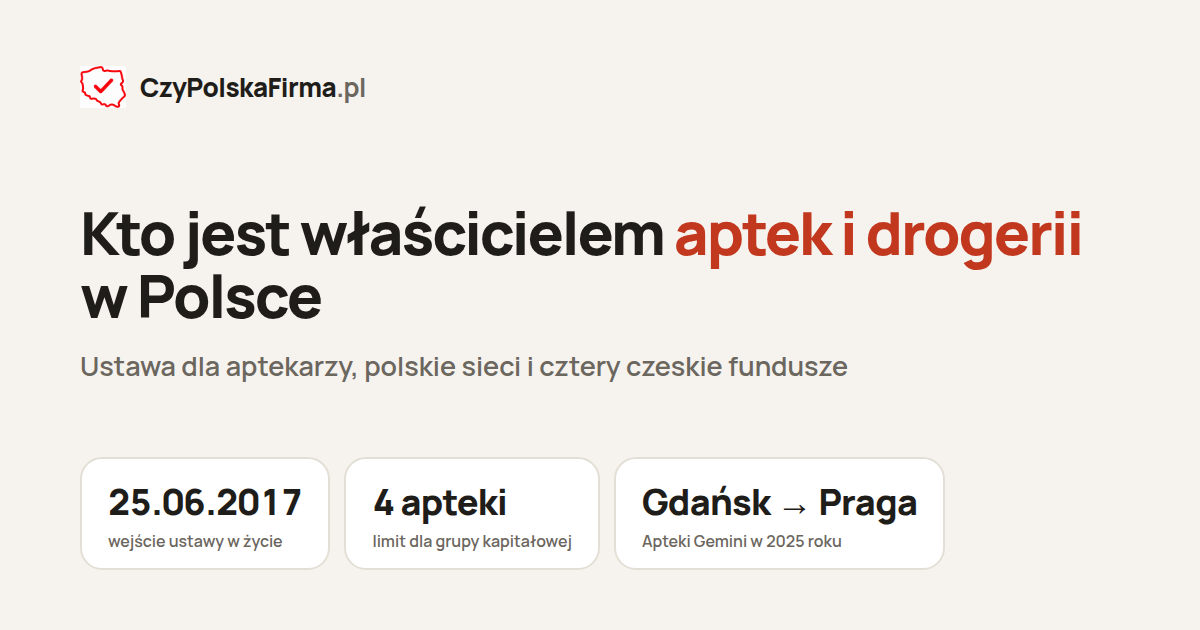 CzyPolskaFirma.pl
Kto jest właścicielem aptek i drogerii
w Polsce
Ustawa dla aptekarzy, polskie sieci i cztery czeskie fundusze
25.06.2017
wejście ustawy w życie
4 apteki
limit dla grupy kapitałowej
Gdańsk → Praga
Apteki Gemini w 2025 roku